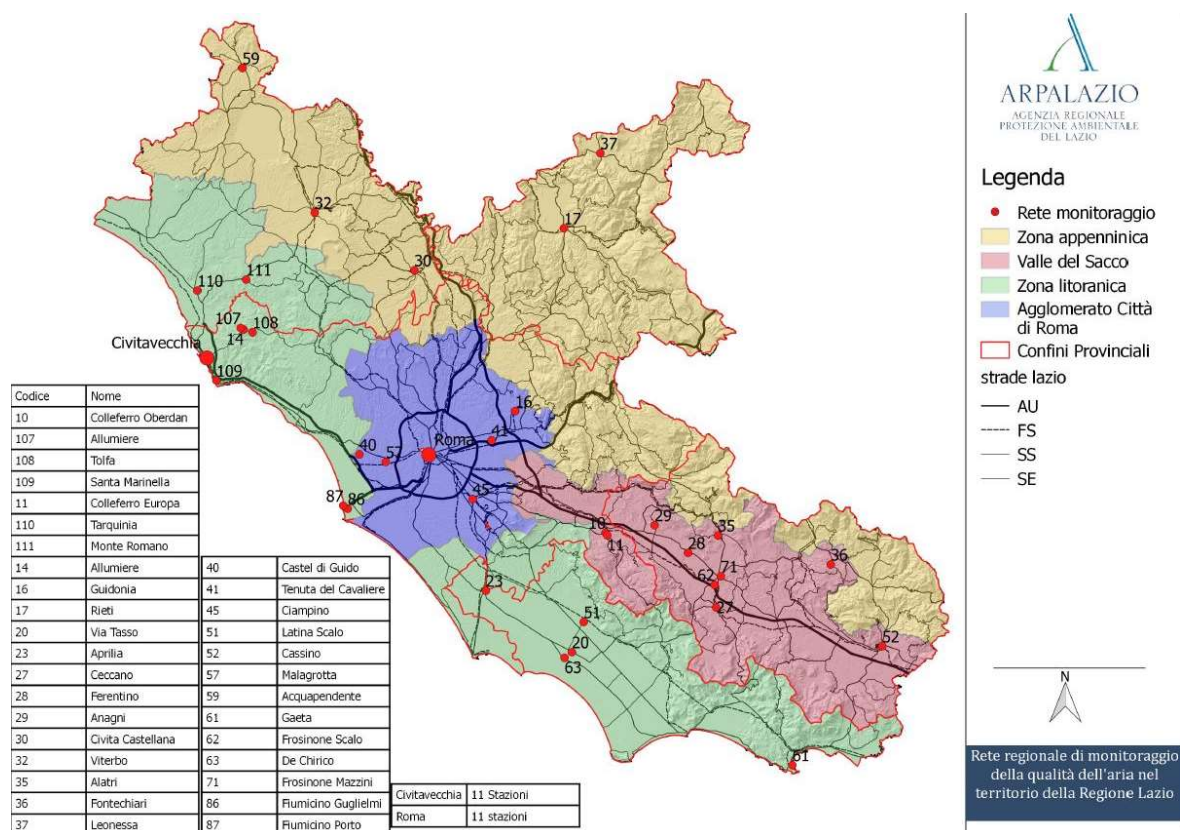 59
37
32
17
30
111
110
107
108
14
Civitavecchia
109
16
41
Roma
40
57
45
87
86
29
35
10
11
28
36
62
71
23
27
51
52
20
63
61
Codice Nome
10 Colleferro Oberdan
107 Allumiere
108 Tolfa
109 Santa Marinella
11 Colleferro Europa
110 Tarquinia
111 Monte Romano
14 Allumiere
16 Guidonia
17 Rieti
20 Via Tasso
23 Aprilia
27 Ceccano
28 Ferentino
29 Anagni
30 Civita Castellana
32 Viterbo
35 Alatri
36 Fontechiari
37 Leonessa
40 Castel di Guido
41 Tenuta del Cavaliere
45 Ciampino
51 Latina Scalo
52 Cassino
57 Malagrotta
59 Acquapendente
61 Gaeta
62 Frosinone Scalo
63 De Chirico
71 Frosinone Mazzini
86 Fiumicino Guglielmi
87 Fiumicino Porto
Civitavecchia 11 Stazioni
Roma 11 stazioni
ARPALAZIO
AGENZIA REGIONALE
PROTEZIONE AMBIENTALE
DEL LAZIO
Legenda
Rete monitoraggio
Zona appenninica
Valle del Sacco
Zona litoranica
Agglomerato Città
di Roma
Confini Provinciali
strade lazio
AU
FS
SS
SE
N
Rete regionale di monitoraggio
della qualità dell'aria nel
territorio della Regione Lazio